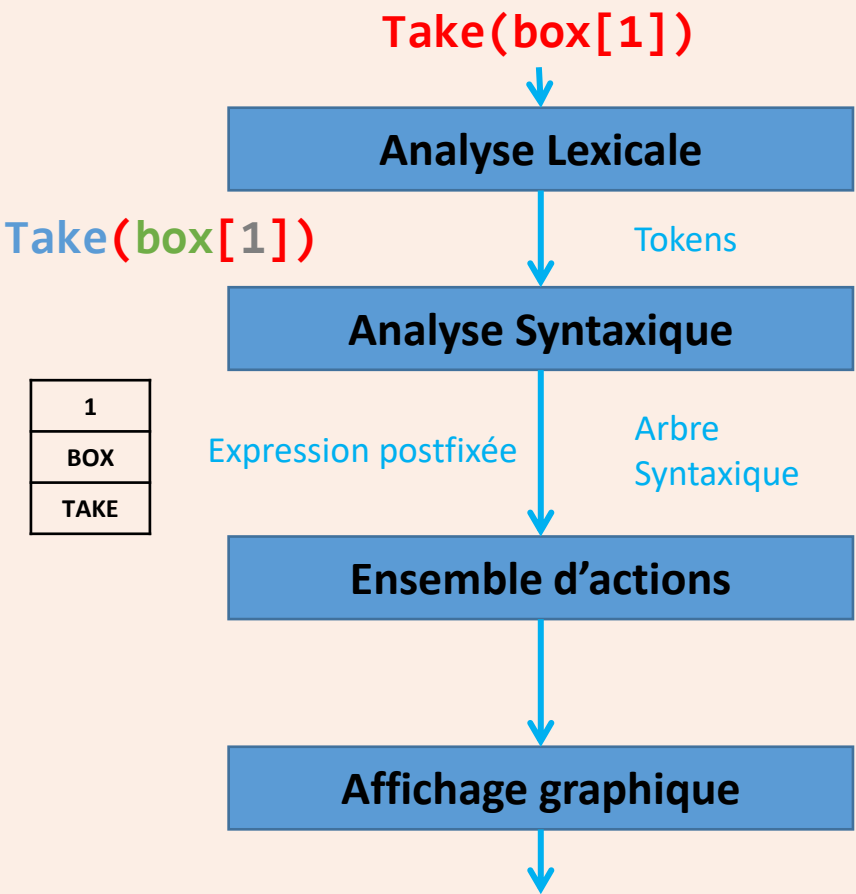 Take(box[1])
Analyse Lexicale
Take(box[1])
Tokens
Analyse Syntaxique
1
BOX
TAKE
Expression postfixée
Arbre
Syntaxique
Ensemble d’actions
Affichage graphique